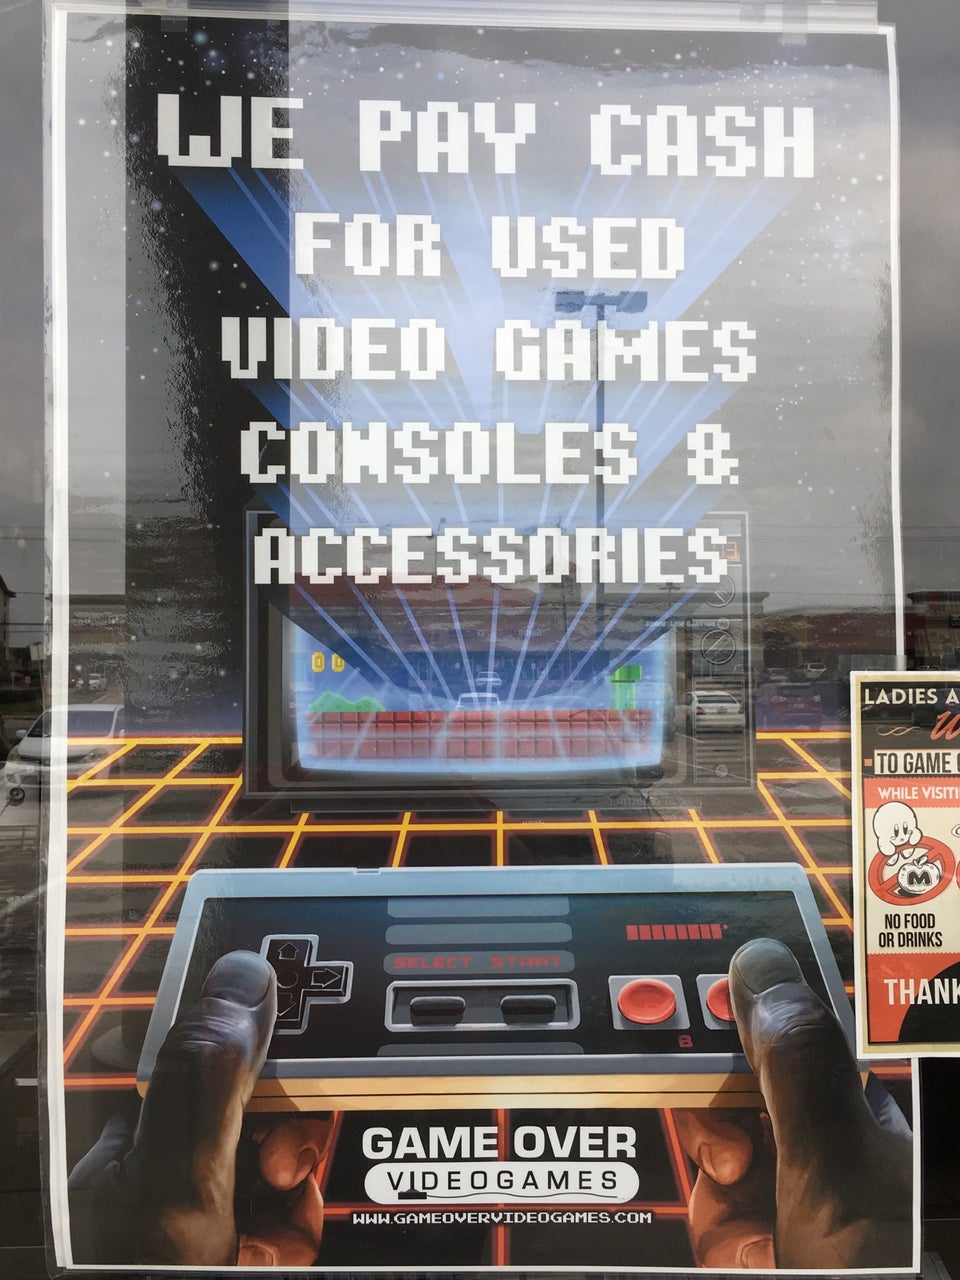 WE PAY CASH
FOR USED
VIDEO GAMES
CONSOLES &
ACCESSORIES
SELECT START
B
GAME OVER
VIDEOGAMES
WWW.GAMEOVERVIDEOGAMES.COM
LADIES A
TO GAME
WHILE VISITI
M
NO FOOD
OR DRINKS
THANK